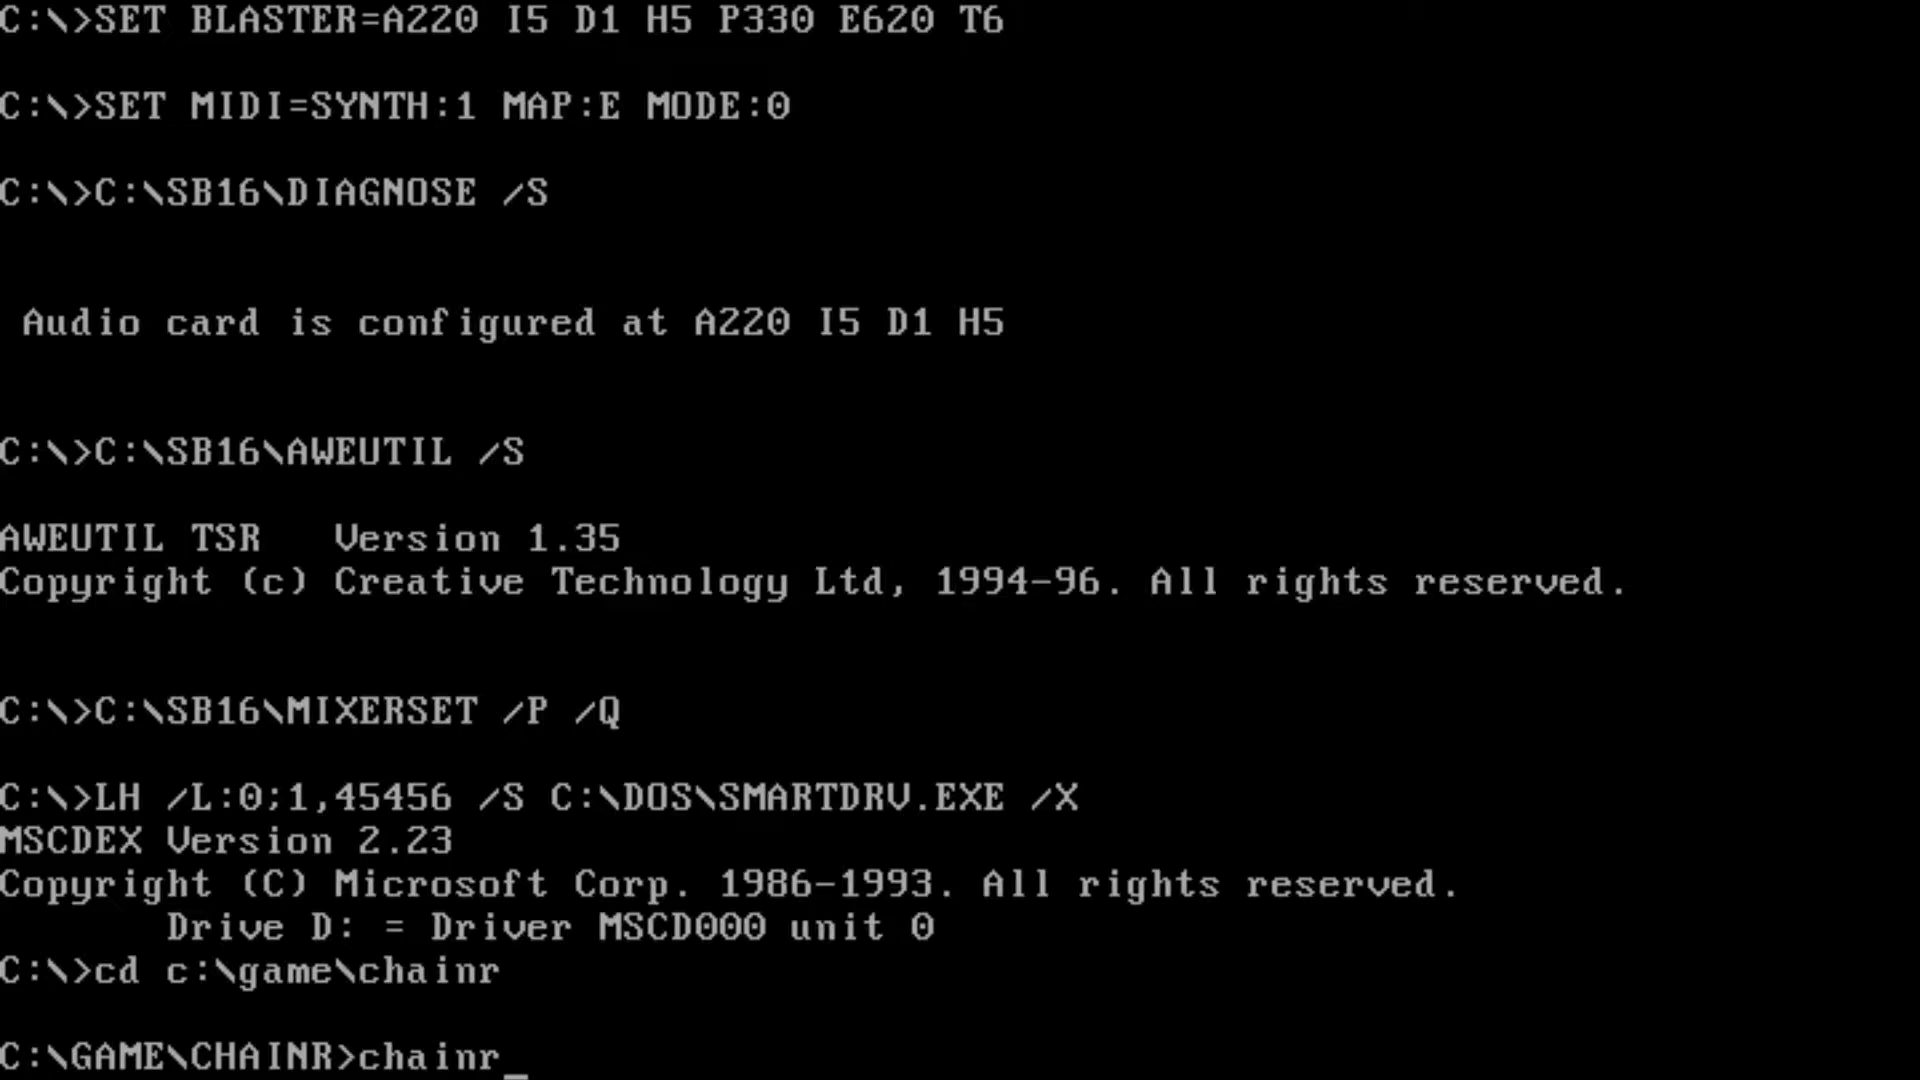 C:\>SET BLASTER=A220 I5 D1 H5 P330 E620 T6
C:\>SET MIDI=SYNTH:1 MAP:E MODE:0
C:\>C:\SB16\DIAGNOSE /S
Audio card is configured at A220 I5 D1 H5
C:\>C:\SB16\AWEUTIL /S
AWEUTIL TSR   Version 1.35
Copyright (c) Creative Technology Ltd, 1994-96. All rights reserved.
C:\>C:\SB16\MIXERSET /P /Q
C:\>LH /L:0;1,45456 /S C:\DOS\SMARTDRV.EXE /X
MSCDEX Version 2.23
Copyright (C) Microsoft Corp. 1986-1993. All rights reserved.
       Drive D: = Driver MSCD000 unit 0
C:\>cd c:\game\chainr
C:\GAME\CHAINR>chainr_